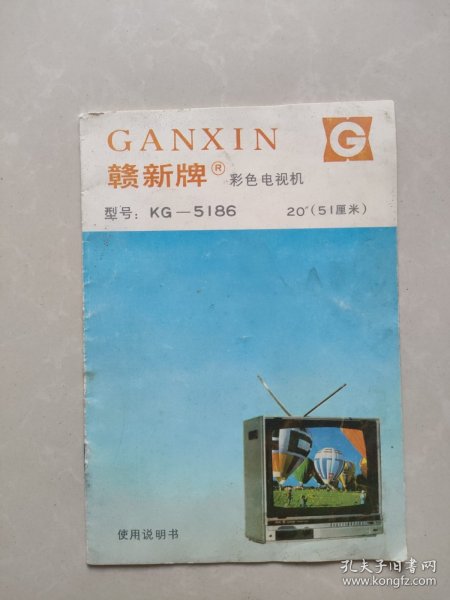 GANXIN
G
赣新牌® 彩色电视机
型号: KG—5186 20″(51厘米)
使用说明书
孔夫子旧书网
www.kongfz.com